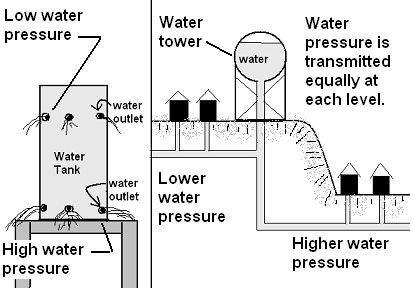 Low water
pressure
water
outlet
Water
Tank
water
outlet
High water
pressure
Water
tower
water
Water
pressure is
transmitted
equally at
each level.
Lower
water
pressure
Higher water
pressure